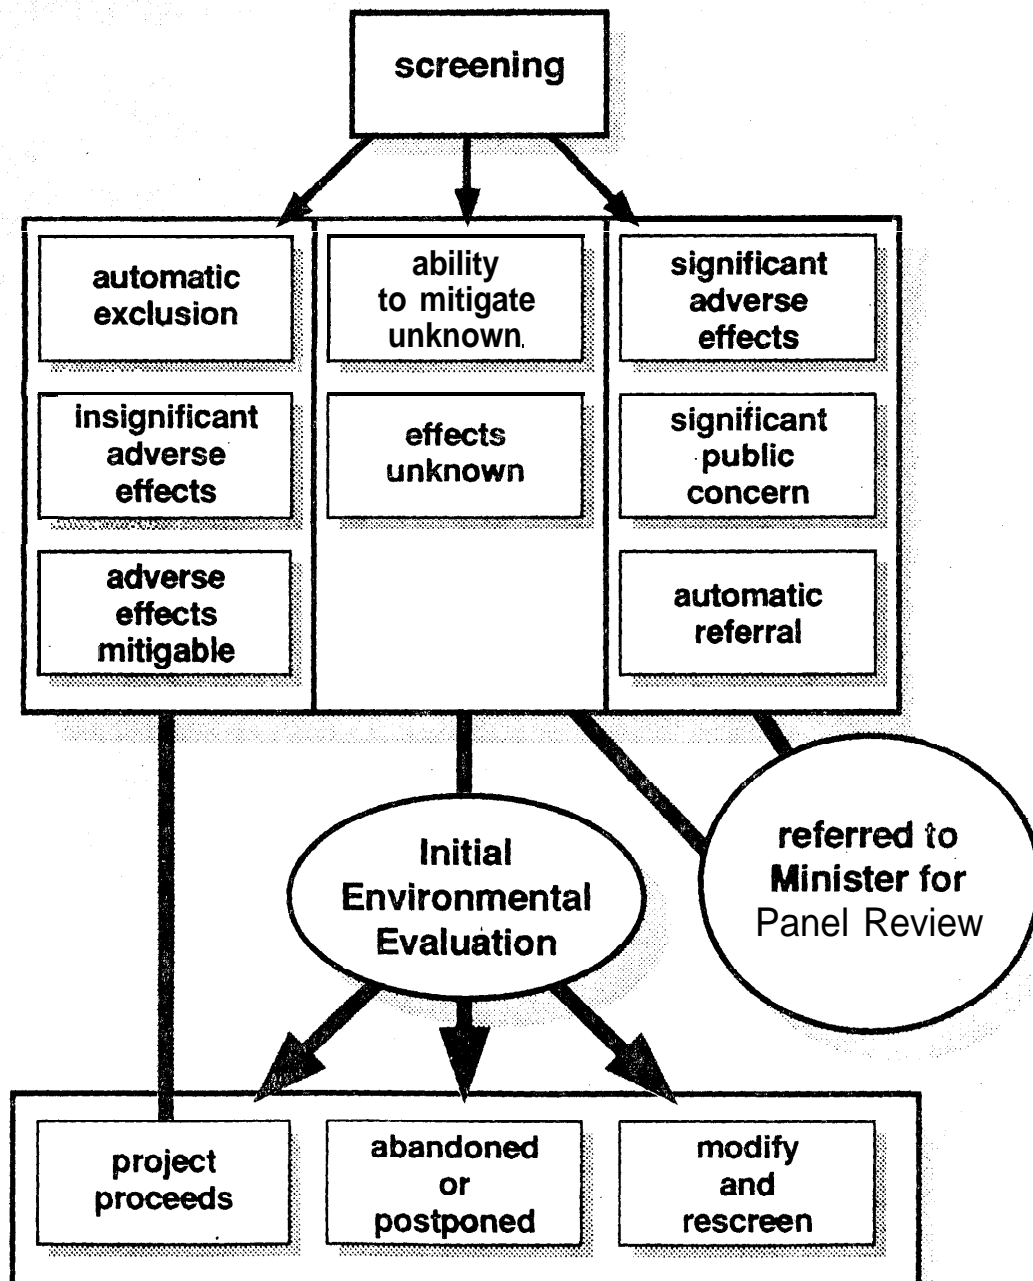 screening
automatic
exclusion
insignificant
adverse
effects
adverse
effects
mitigable
ability
to mitigate
unknown
effects
unknown
significant
adverse
effects
significant
public
concern
automatic
referral
Initial
Environmental
Evaluation
referred to
Minister for
Panel Review
project
proceeds
abandoned
or
postponed
modify
and
rescreen